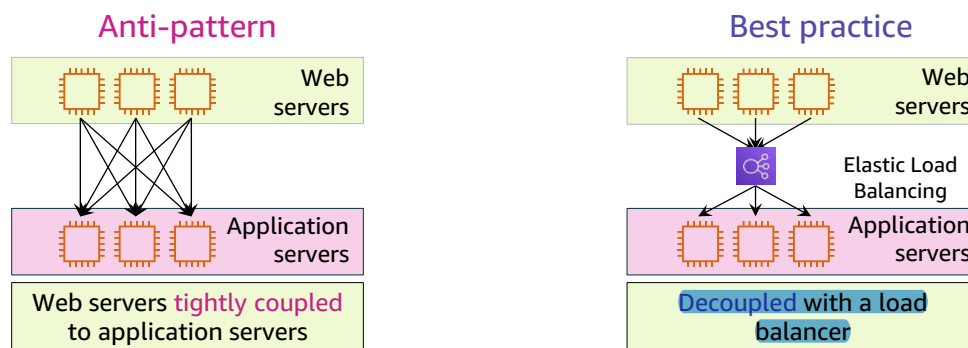 Anti-pattern
Web
servers
Application
servers
Web servers tightly coupled
to application servers
Best practice
Web
servers
Elastic Load
Balancing
Application
servers
Decoupled with a load
balancer